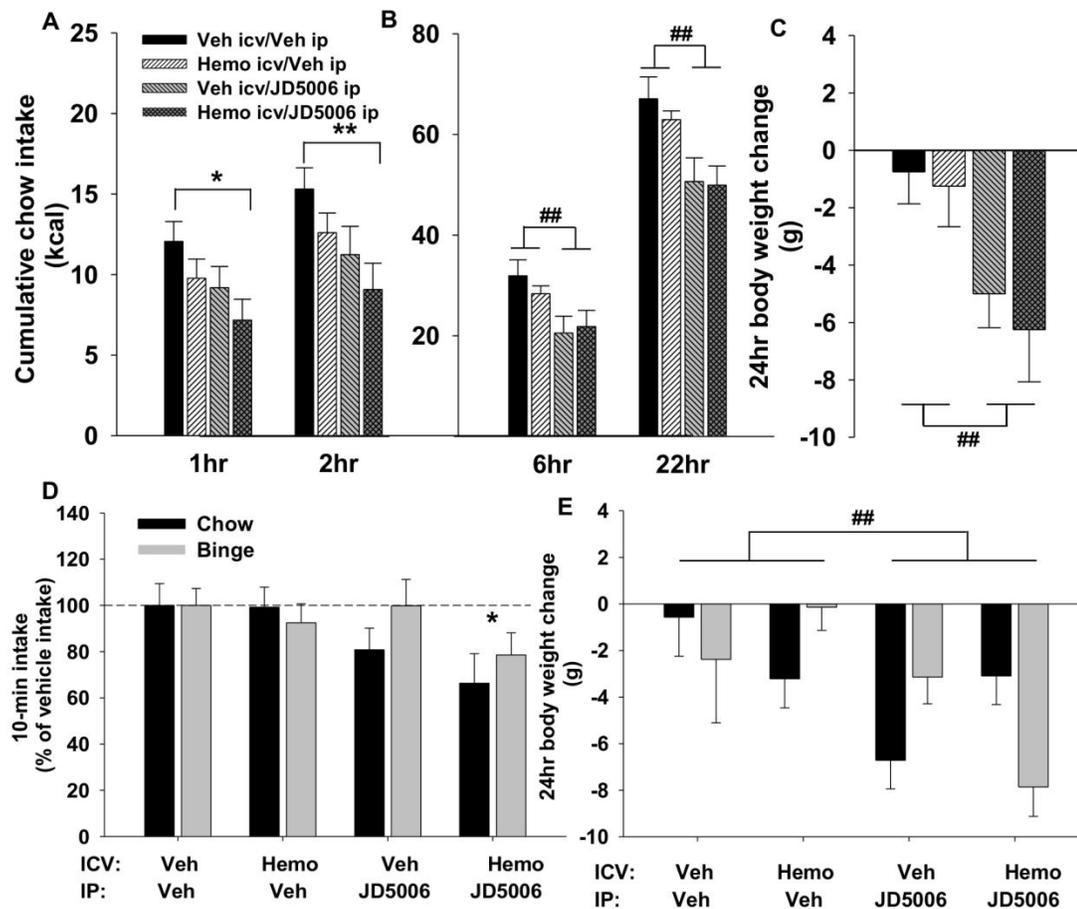 A
B
C
Veh icv/Veh ip
Hemo icv/Veh ip
Veh icv/JD5006 ip
Hemo icv/JD5006 ip
Cumulative chow intake
(kcal)
25
20
15
10
5
0
*
**
1hr
2hr
80
60
40
20
##
##
6hr
22hr
24hr body weight change
(g)
4
2
0
-2
-4
-6
-8
-10
##
D
Chow
Binge
10-min intake
(% of vehicle intake)
140
120
100
80
60
40
20
0
*
ICV: Veh Hemo Veh Hemo
IP: Veh Veh JD5006 JD5006
E
24hr body weight change
(g)
4
2
0
-2
-4
-6
-8
-10
##
ICV: Veh Hemo Veh Hemo
IP: Veh Veh JD5006 JD5006